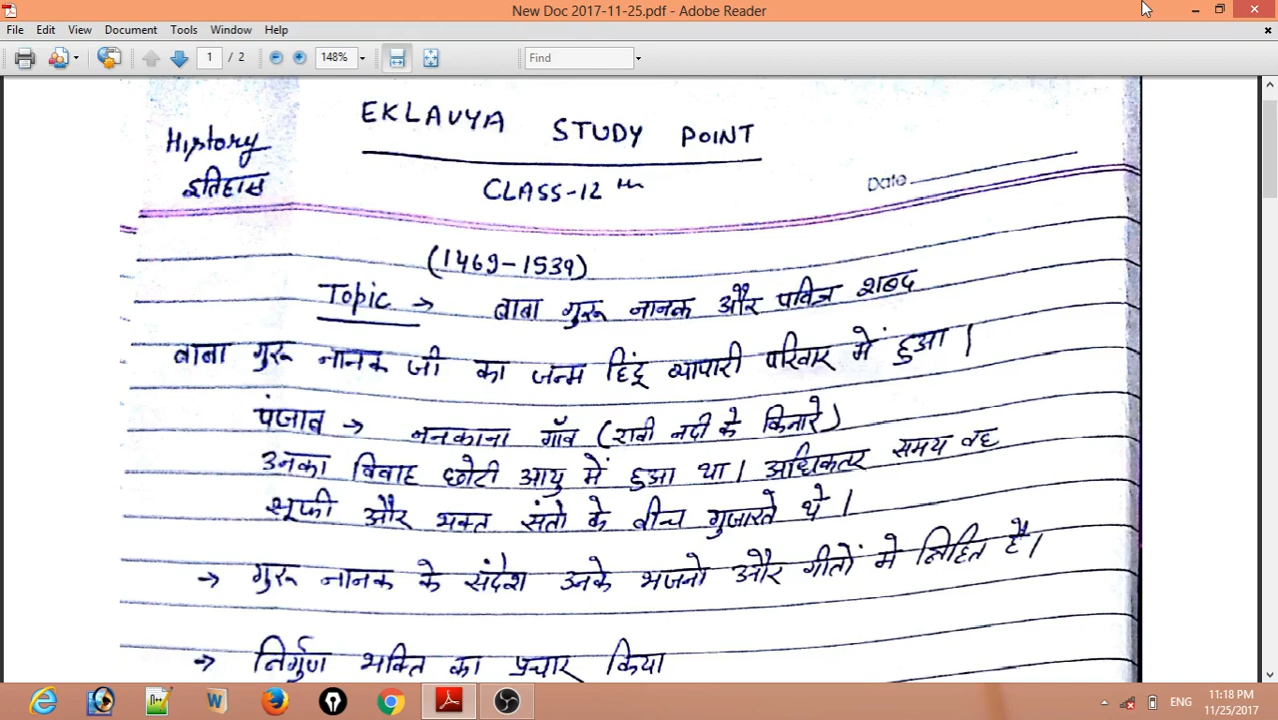 New Doc 2017-11-25.pdf - Adobe Reader
File Edit View Document Tools Window Help
1 / 2 148% Find
EKLAVYA STUDY POINT
History
इतिहास
CLASS-12th
Date
(1469-1539)
Topic → बाबा गुरू नानक और पवित्र शब्द
बाबा गुरू नानक जी का जन्म हिंदू व्यापारी परिवार में हुआ।
पंजाब → ननकाना गाँव (रावी नदी के किनारे)
उनका विवाह छोटी आयु में हुआ था। अधिकतर समय वह
सूफी और भक्त संतो के बीच गुजारते थे।
→ गुरू नानक के संदेश उनके भजनो और गीतों मे निहित है।
→ निर्गुण भक्ति का प्रचार किया
ENG
11:18 PM
11/25/2017